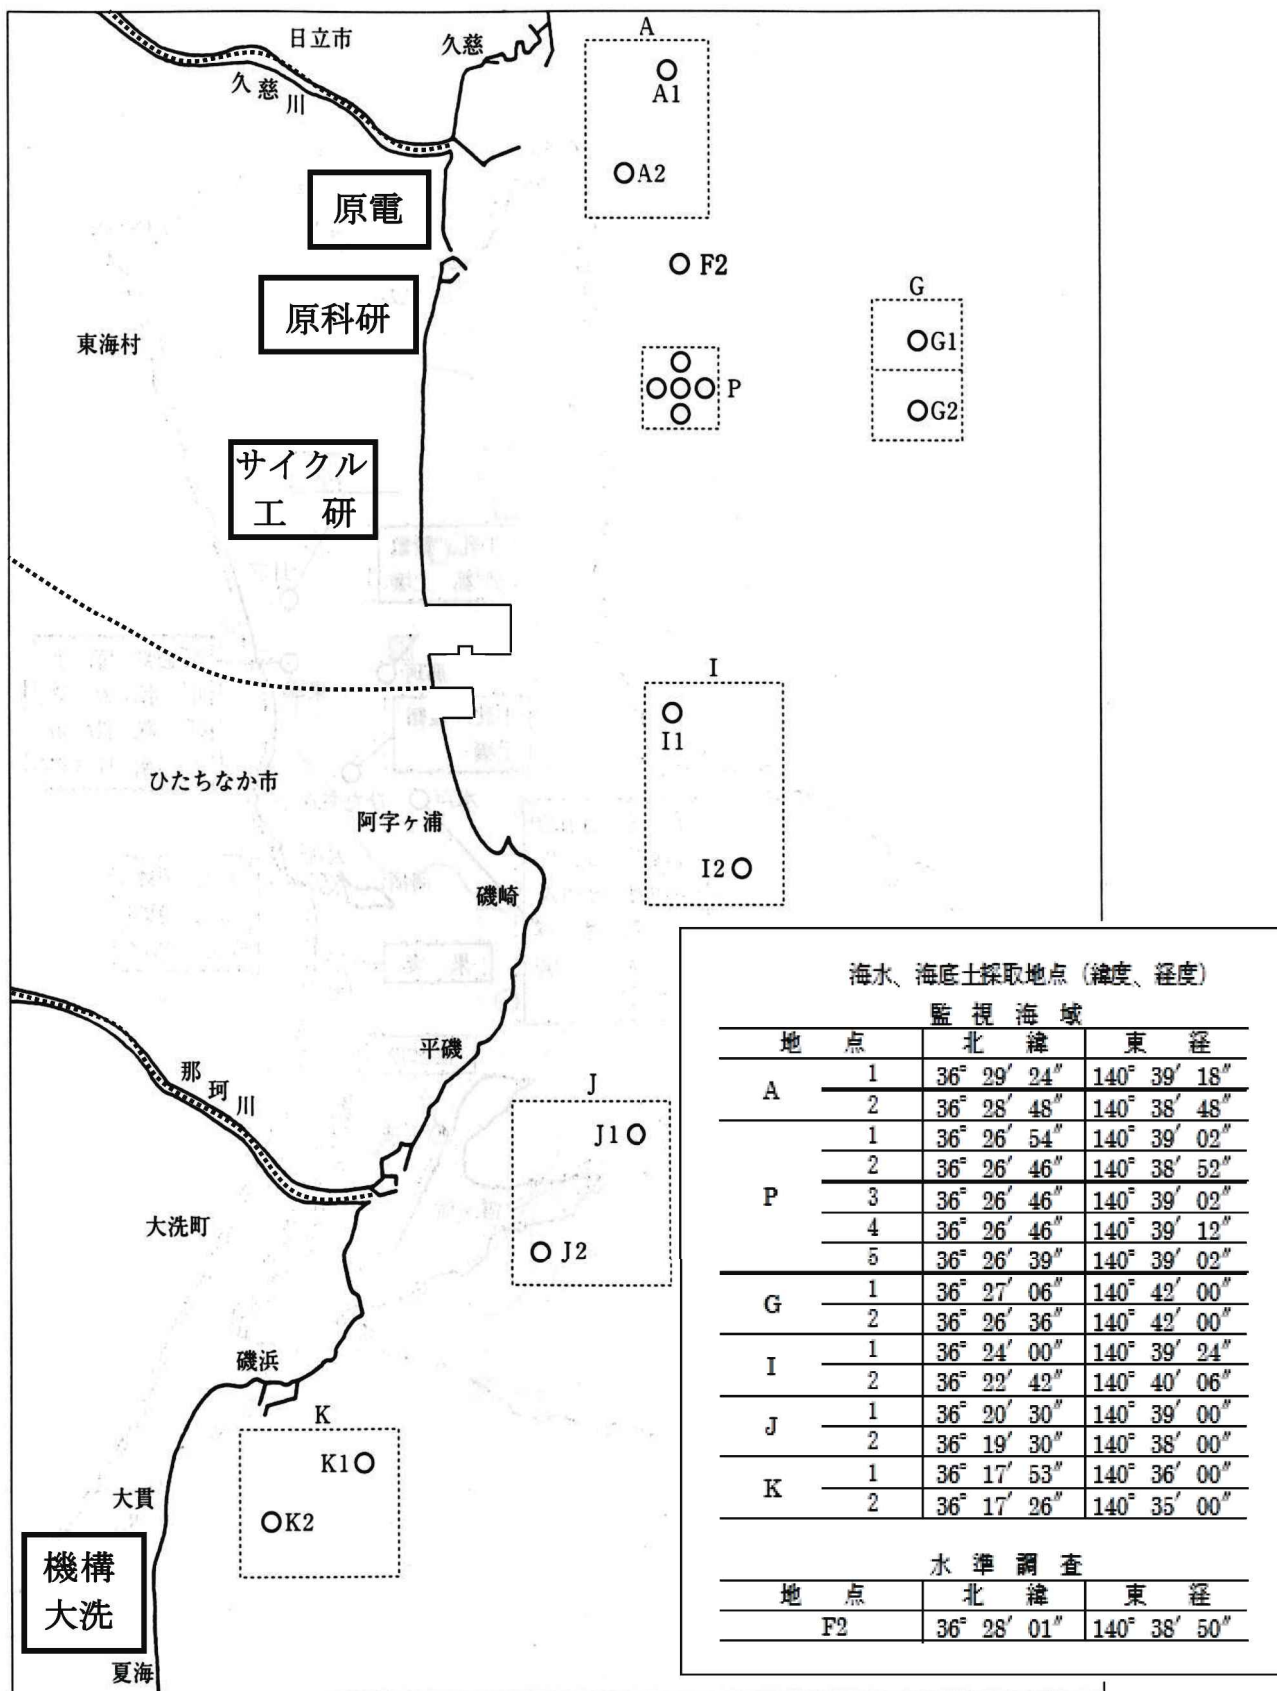 日立市
久慈
久慈川
A
A1
A2
原電
F2
原科研
G
G1
東海村
P
G2
サイクル
工 研
I
I1
ひたちなか市
阿字ヶ浦
I2
磯崎
平磯
那珂川
J
J1
大洗町
J2
磯浜
K
K1
大貫
K2
機構
大洗
夏海
海水、海底土採取地点(緯度、経度)
監 視 海 域
地 点 北 緯 東 経
A 1 36° 29′ 24″ 140° 39′ 18″
2 36° 28′ 48″ 140° 38′ 48″
P 1 36° 26′ 54″ 140° 39′ 02″
2 36° 26′ 46″ 140° 38′ 52″
3 36° 26′ 46″ 140° 39′ 02″
4 36° 26′ 46″ 140° 39′ 12″
5 36° 26′ 39″ 140° 39′ 02″
G 1 36° 27′ 06″ 140° 42′ 00″
2 36° 26′ 36″ 140° 42′ 00″
I 1 36° 24′ 00″ 140° 39′ 24″
2 36° 22′ 42″ 140° 40′ 06″
J 1 36° 20′ 30″ 140° 39′ 00″
2 36° 19′ 30″ 140° 38′ 00″
K 1 36° 17′ 53″ 140° 36′ 00″
2 36° 17′ 26″ 140° 35′ 00″
水 準 調 査
地 点 北 緯 東 経
F2 36° 28′ 01″ 140° 38′ 50″